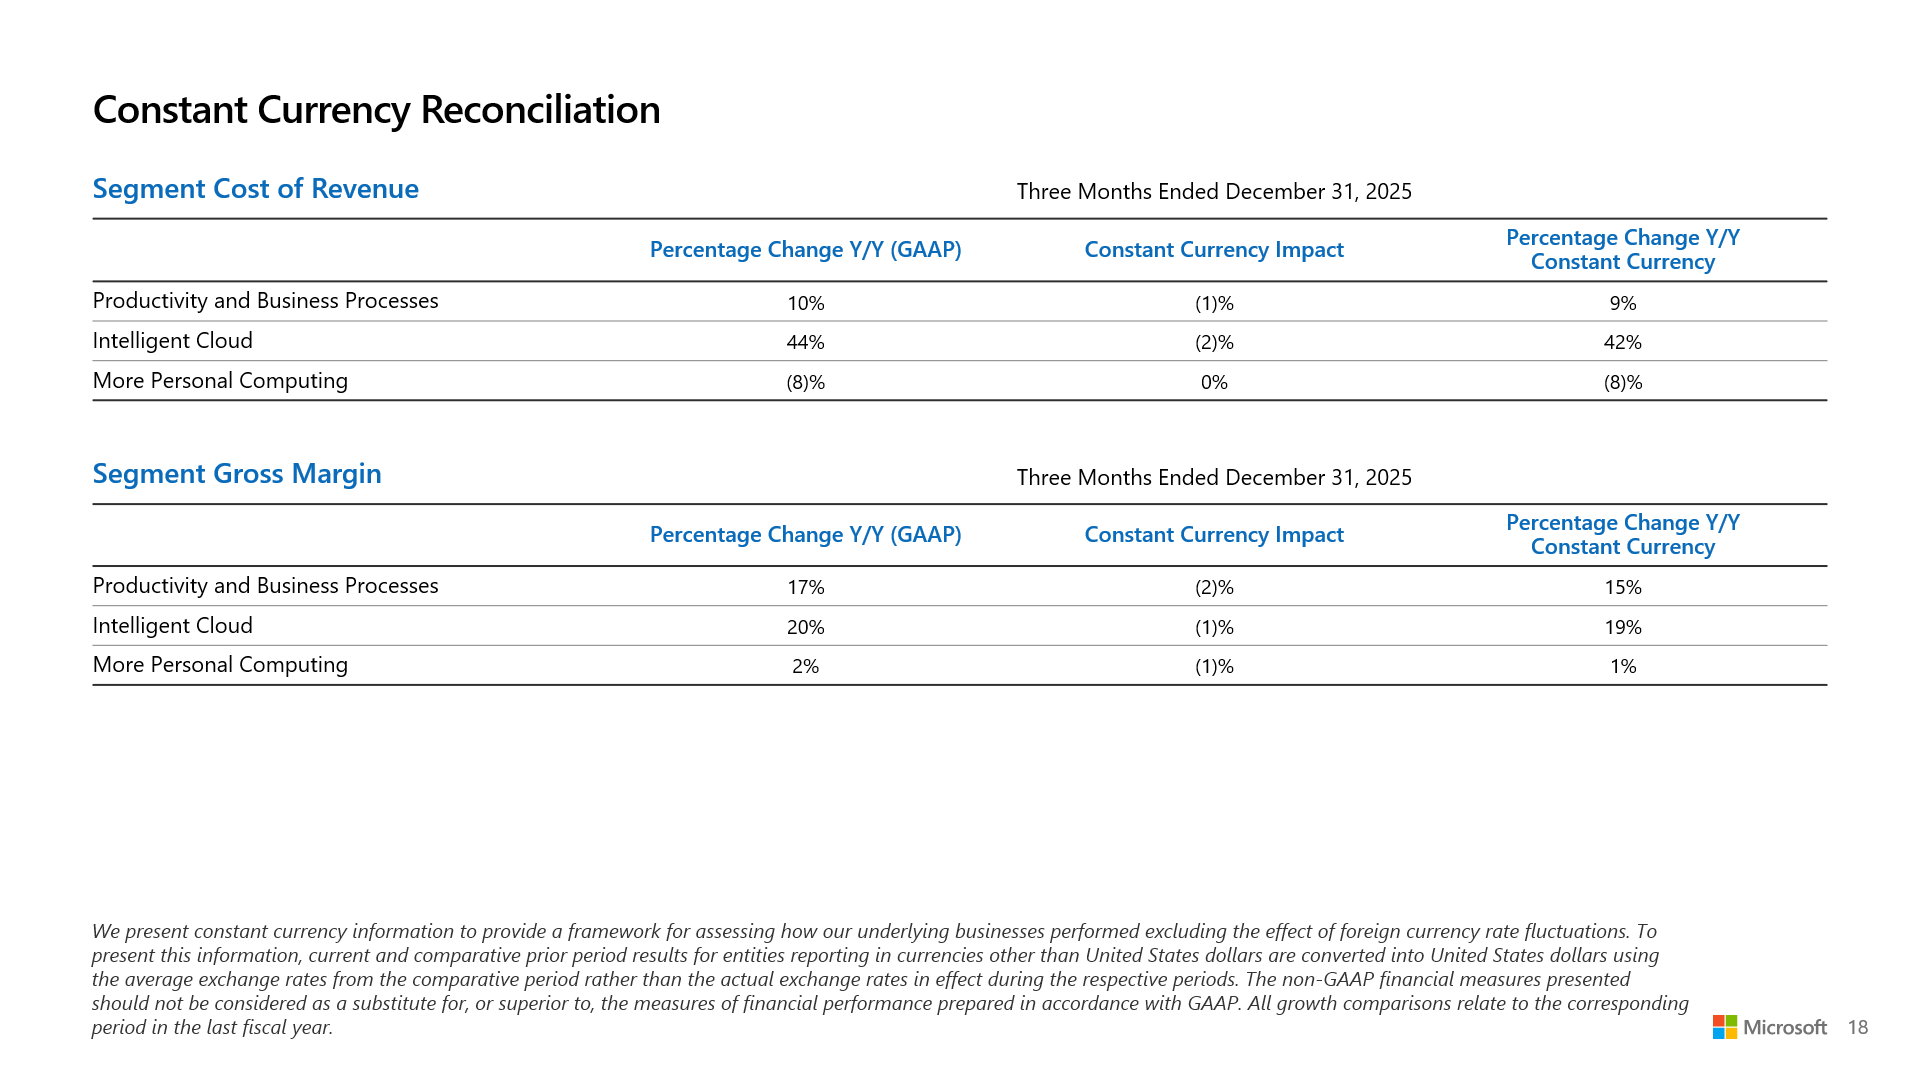 Constant Currency Reconciliation
Segment Cost of Revenue
Three Months Ended December 31, 2025
Percentage Change Y/Y (GAAP) Constant Currency Impact Percentage Change Y/Y
Constant Currency
Productivity and Business Processes 10% (1)% 9%
Intelligent Cloud 44% (2)% 42%
More Personal Computing (8)% 0% (8)%
Segment Gross Margin
Three Months Ended December 31, 2025
Percentage Change Y/Y (GAAP) Constant Currency Impact Percentage Change Y/Y
Constant Currency
Productivity and Business Processes 17% (2)% 15%
Intelligent Cloud 20% (1)% 19%
More Personal Computing 2% (1)% 1%
We present constant currency information to provide a framework for assessing how our underlying businesses performed excluding the effect of foreign currency rate fluctuations. To
present this information, current and comparative prior period results for entities reporting in currencies other than United States dollars are converted into United States dollars using
the average exchange rates from the comparative period rather than the actual exchange rates in effect during the respective periods. The non-GAAP financial measures presented
should not be considered as a substitute for, or superior to, the measures of financial performance prepared in accordance with GAAP. All growth comparisons relate to the corresponding
period in the last fiscal year.
Microsoft 18